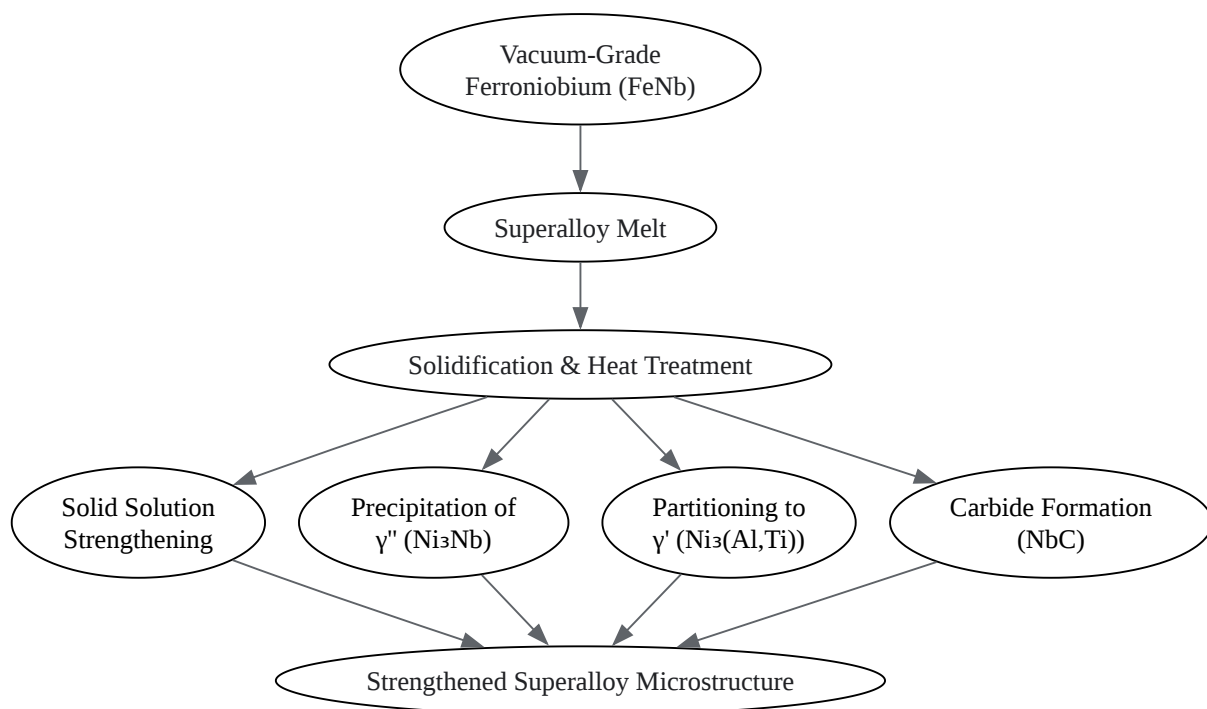 Vacuum-Grade
Ferroniobium (FeNb)
Superalloy Melt
Solidification & Heat Treatment
Solid Solution
Strengthening
Precipitation of
γ" (Ni₃Nb)
Partitioning to
γ' (Ni₃(Al,Ti))
Carbide Formation
(NbC)
Strengthened Superalloy Microstructure